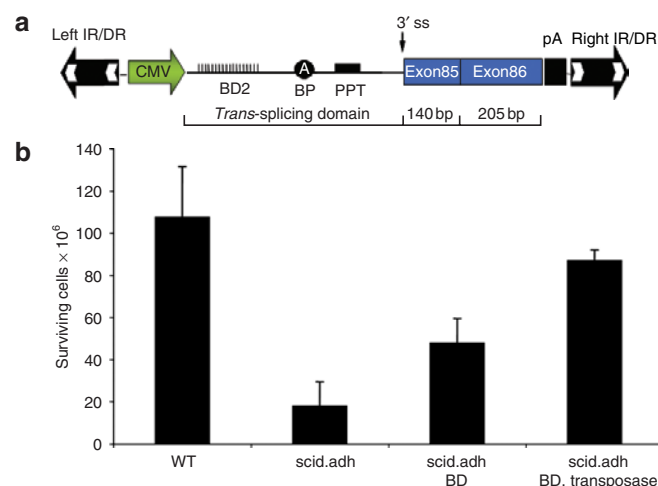 a
3′ ss
Left IR/DR
pA Right IR/DR
CMV
A
Exon85 Exon86
BD2
BP
PPT
Trans-splicing domain
140 bp
205 bp
b
Surviving cells × 10⁶
140
120
100
80
60
40
20
0
WT
scid.adh
scid.adh
BD
scid.adh
BD, transposase